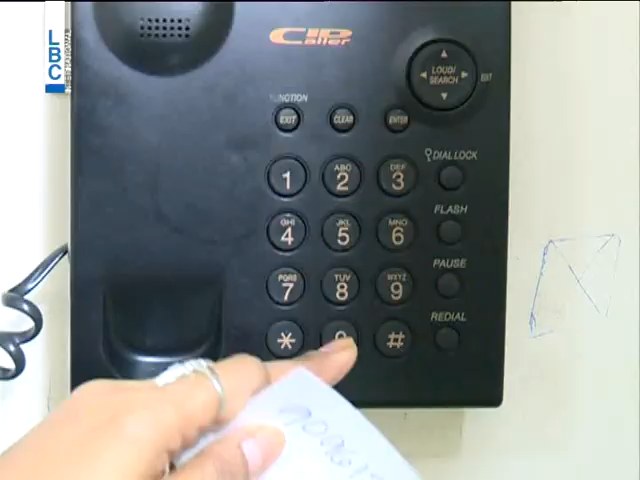 LBC
CID
Caller
FUNCTION
LOUD/
SEARCH
EXIT
CLEAR
ENTER
1
ABC
2
DEF
3
DIAL LOCK
GHI
4
JKL
5
MNO
6
FLASH
PQRS
7
TUV
8
WXYZ
9
PAUSE
*
#
REDIAL